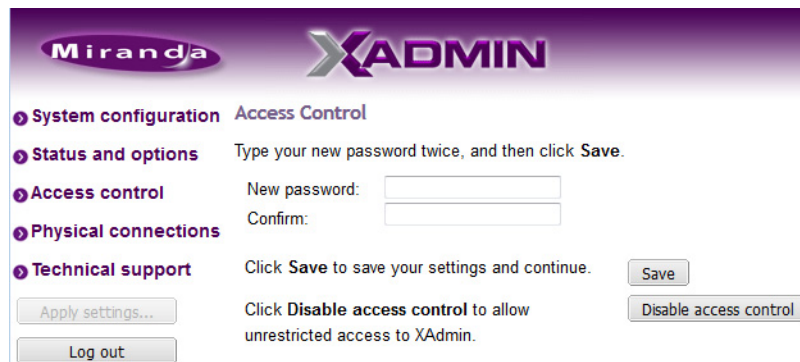 Miranda
XADMIN
System configuration
Status and options
Access control
Physical connections
Technical support
Apply settings...
Log out
Access Control
Type your new password twice, and then click Save.
New password:
Confirm:
Click Save to save your settings and continue.
Save
Click Disable access control to allow
unrestricted access to XAdmin.
Disable access control